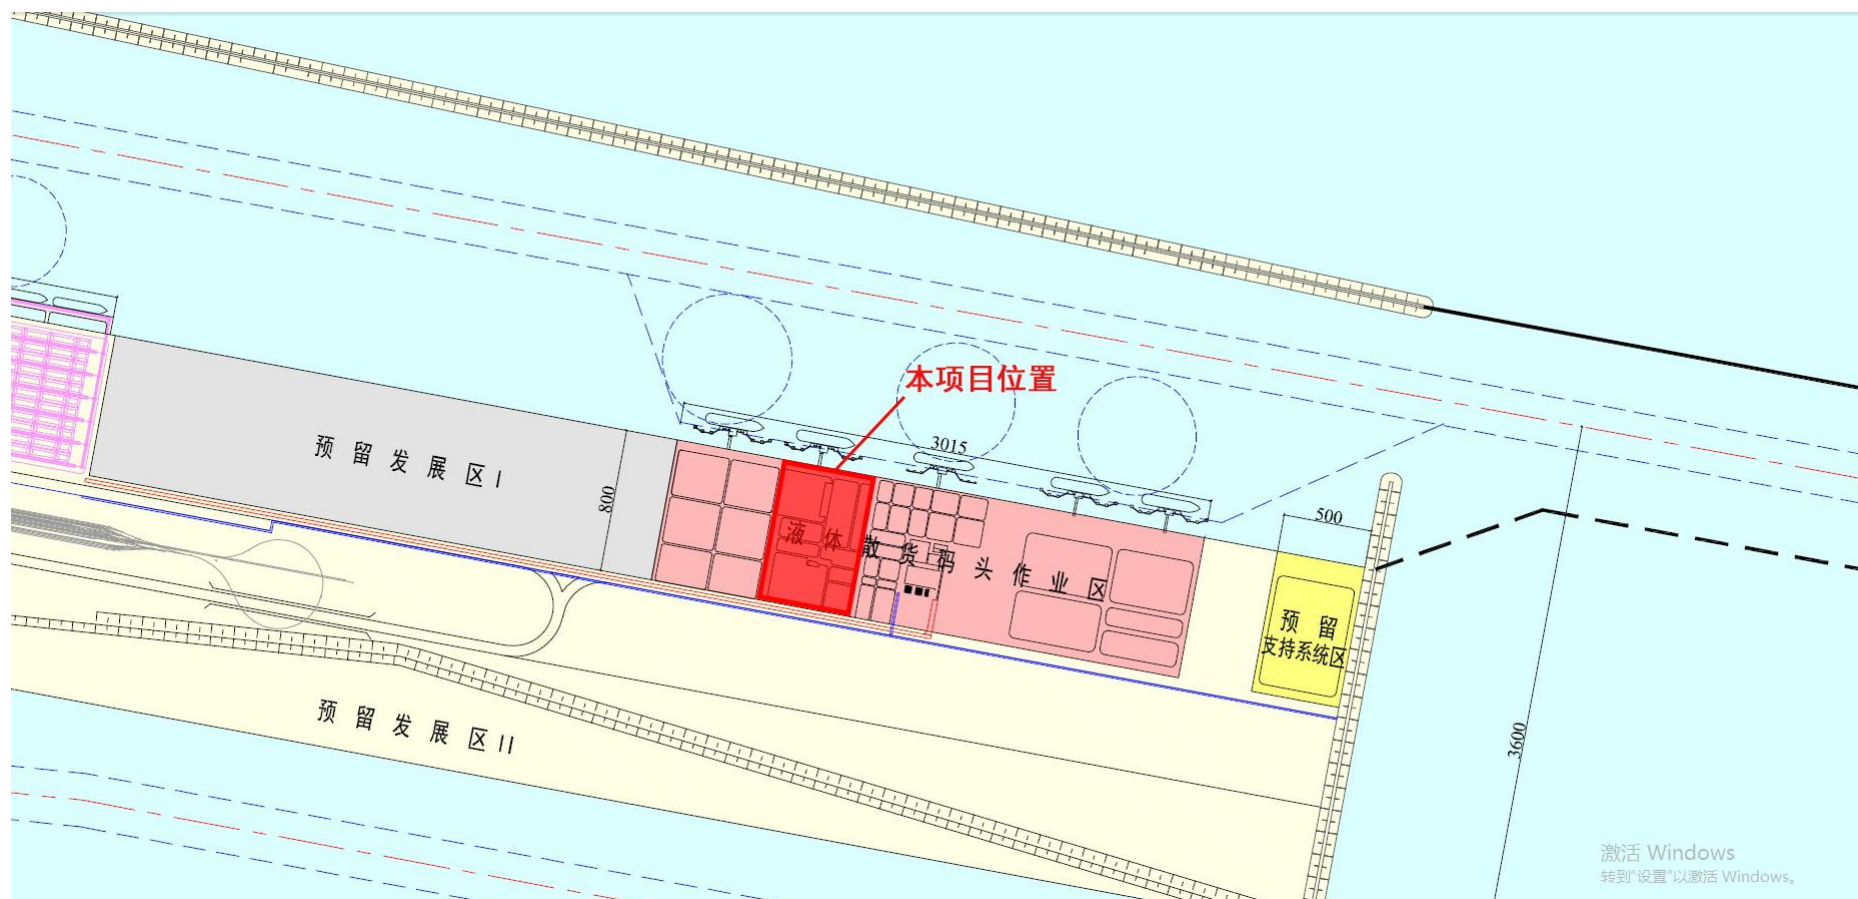 本项目位置
3015
预留发展区I
800
500
液体散货码头作业区
预留
支持系统区
预留发展区II
3600
激活 Windows
转到"设置"以激活 Windows。